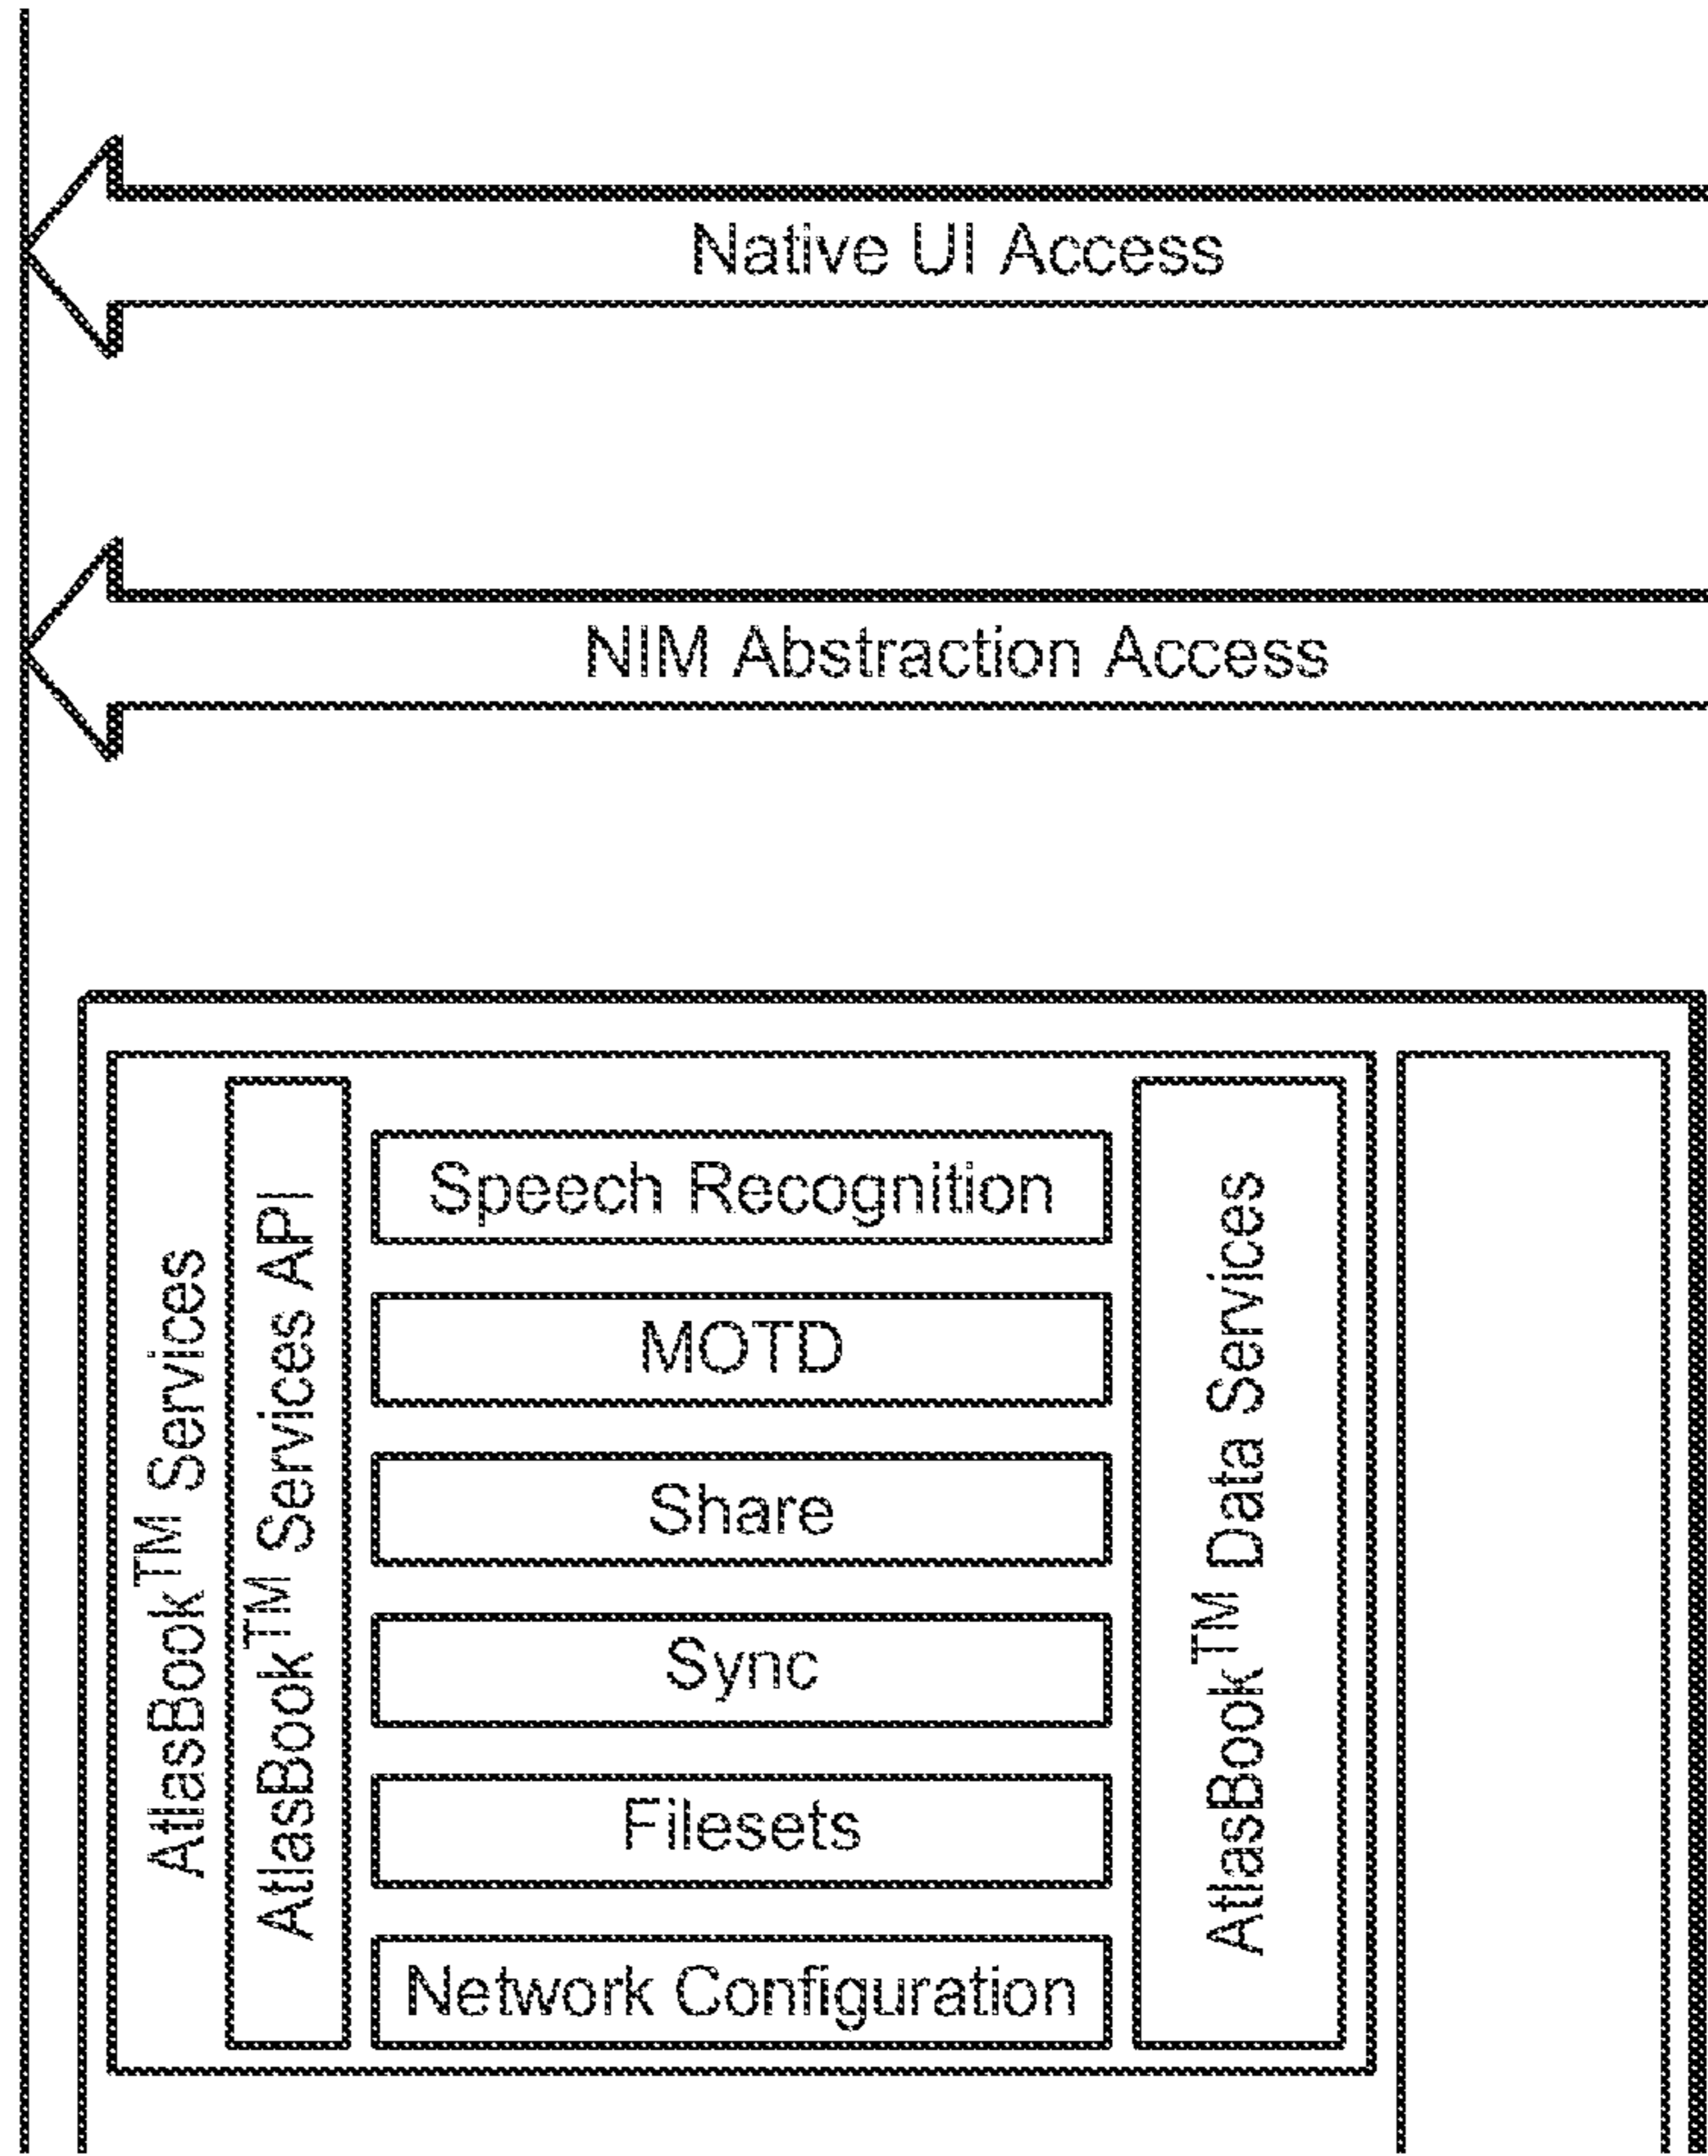 Native UI Access
NIM Abstraction Access
AtlasBook™ Services
AtlasBook™ Services API
Speech Recognition
MOTD
Share
Sync
Filesets
Network Configuration
AtlasBook™ Data Services